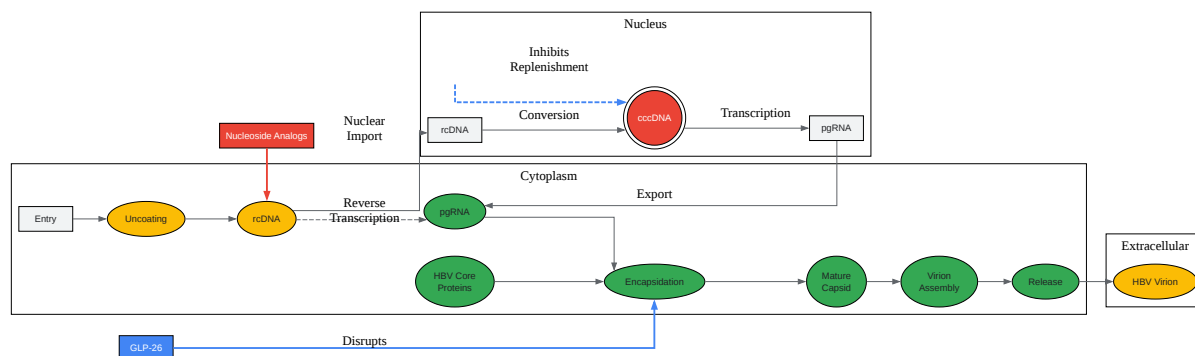 Nucleus
Inhibits
Replenishment
Nucleoside Analogs
Nuclear
Import
rcDNA
Conversion
cccDNA
Transcription
pgRNA
Cytoplasm
Export
Entry
Uncoating
rcDNA
Reverse
Transcription
pgRNA
Extracellular
HBV Core
Proteins
Encapsidation
Mature
Capsid
Virion
Assembly
Release
HBV Virion
GLP-26
Disrupts